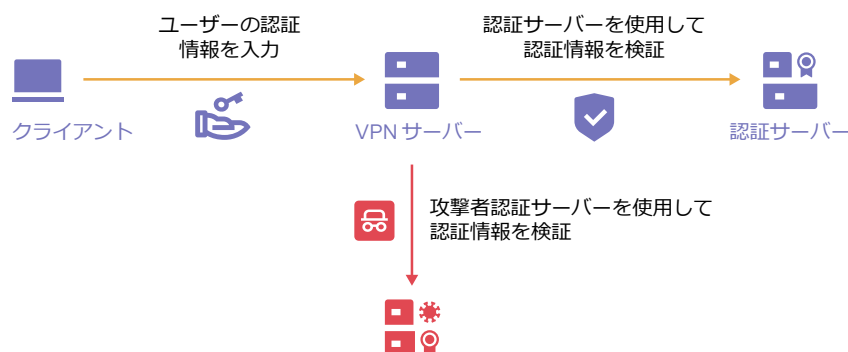 ユーザーの認証
情報を入力
認証サーバーを使用して
認証情報を検証
クライアント
VPN サーバー
認証サーバー
攻撃者認証サーバーを使用して
認証情報を検証